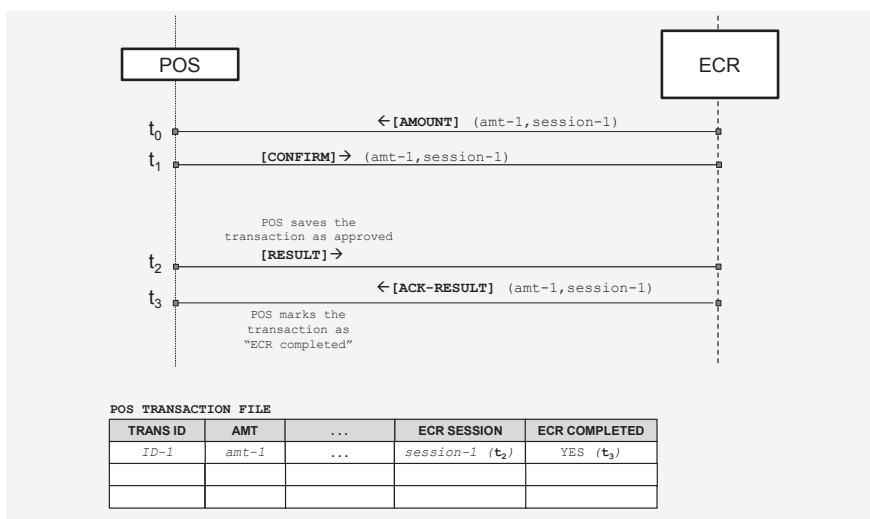 POS
ECR
t0
←[AMOUNT] (amt-1,session-1)
t1
[CONFIRM]→ (amt-1,session-1)
POS saves the
transaction as approved
[RESULT]→
t2
←[ACK-RESULT] (amt-1,session-1)
t3
POS marks the
transaction as
“ECR completed”
POS TRANSACTION FILE
TRANS ID AMT ... ECR SESSION ECR COMPLETED
ID-1 amt-1 ... session-1 (t2) YES (t3)